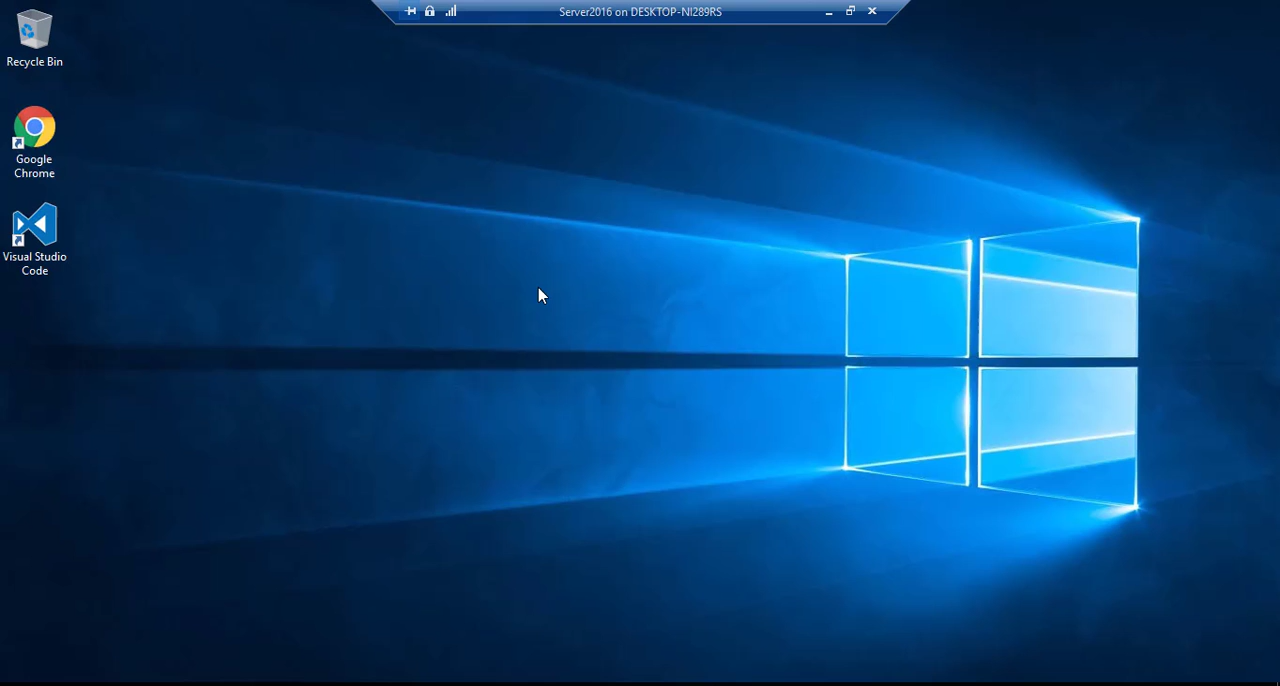 Server2016 on DESKTOP-NI289RS
Recycle Bin
Google
Chrome
Visual Studio
Code